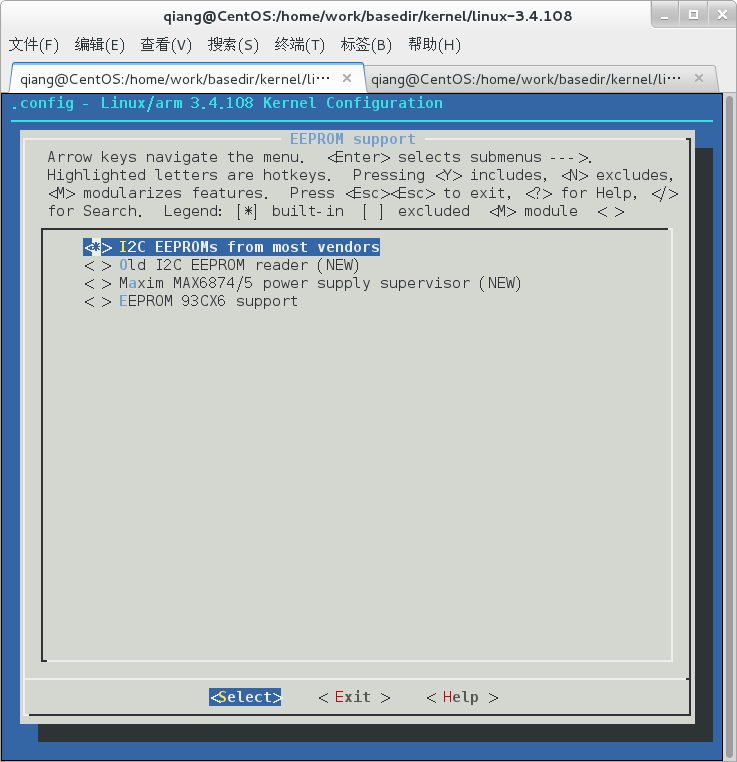 qiang@CentOS:/home/work/basedir/kernel/linux-3.4.108
文件(F) 编辑(E) 查看(V) 搜索(S) 终端(T) 标签(B) 帮助(H)
qiang@CentOS:/home/work/basedir/kernel/li··· × qiang@CentOS:/home/work/basedir/kernel/li··· ×
.config - Linux/arm 3.4.108 Kernel Configuration
EEPROM support
Arrow keys navigate the menu. <Enter> selects submenus --->.
Highlighted letters are hotkeys. Pressing <Y> includes, <N> excludes,
<M> modularizes features. Press <Esc><Esc> to exit, <?> for Help, </>
for Search. Legend: [*] built-in [ ] excluded <M> module < >
<*> I2C EEPROMs from most vendors
< > Old I2C EEPROM reader (NEW)
< > Maxim MAX6874/5 power supply supervisor (NEW)
< > EEPROM 93CX6 support
<Select> < Exit > < Help >